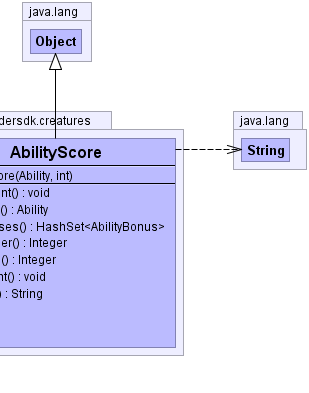 java.lang
Object
dersdk.creatures
java.lang
AbilityScore
String
ore(Ability, int)
nt() : void
() : Ability
ses() : HashSet<AbilityBonus>
er() : Integer
() : Integer
nt() : void
) : String